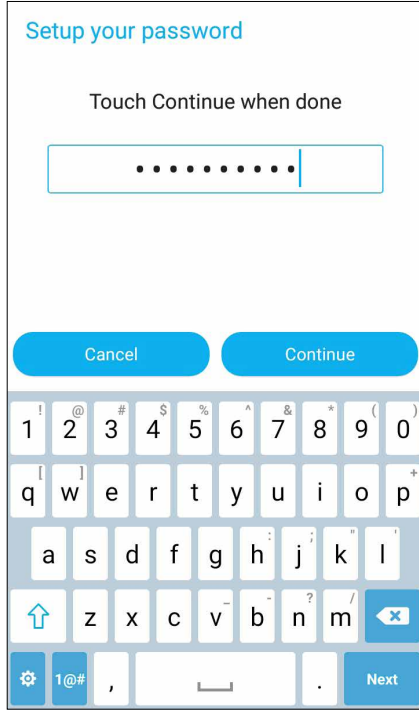 Setup your password
Touch Continue when done
••••••••••
Cancel Continue
! @ # $ % ^ & * ( )
1 2 3 4 5 6 7 8 9 0
[ ] +
q w e r t y u i o p
: ; " '
a s d f g h j k l
_ - ? /
z x c v b n m
1@# , . Next